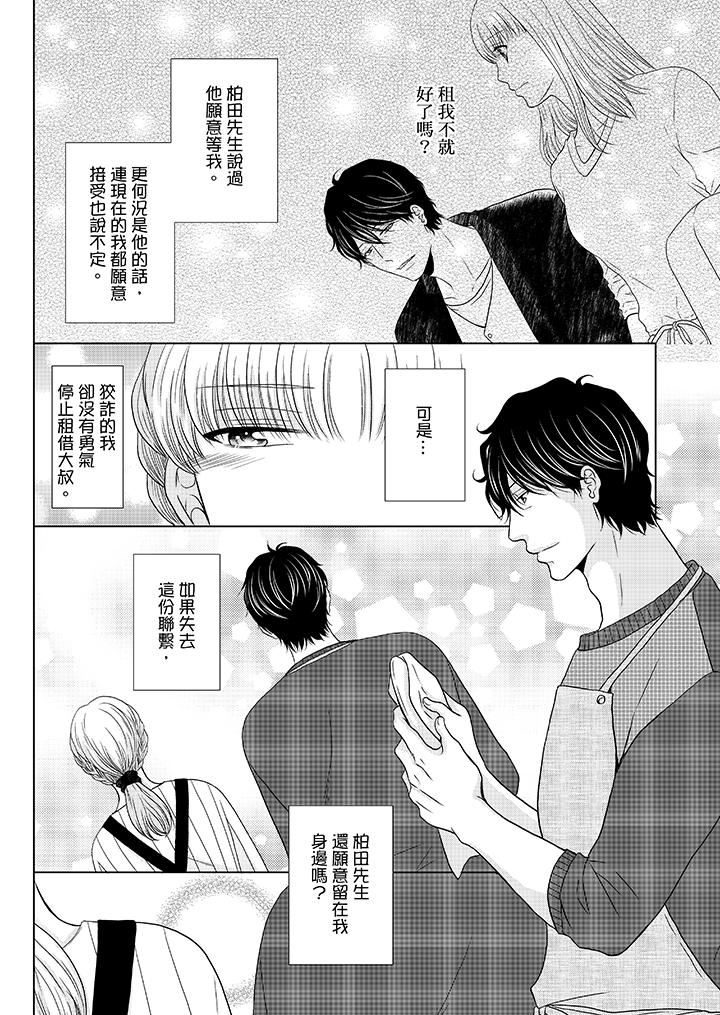 租我不就
好了嗎？
柏田先生說過
他願意等我。
更何況是他的話，
連現在的我都願意
接受也說不定。
可是…
狡詐的我
卻沒有勇氣
停止租借大叔。
如果失去
這份聯繫，
柏田先生
還願意留在我
身邊嗎？